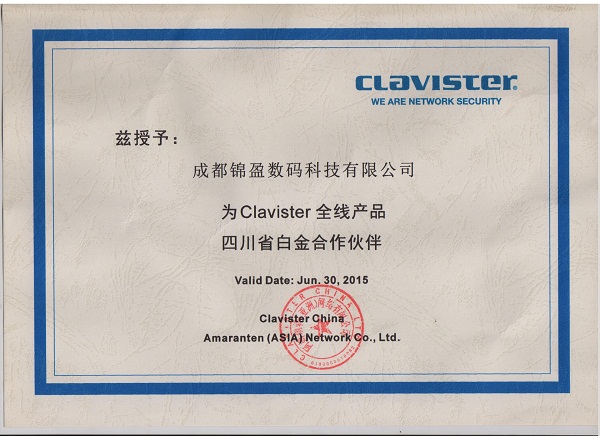 CLAVISTER®
WE ARE NETWORK SECURITY
兹授予：
成都锦盈数码科技有限公司
为Clavister 全线产品
四川省白金合作伙伴
Valid Date: Jun. 30, 2015
CLAVISTER CHINA
Clavister China
Amaranten (ASIA) Network Co., Ltd.